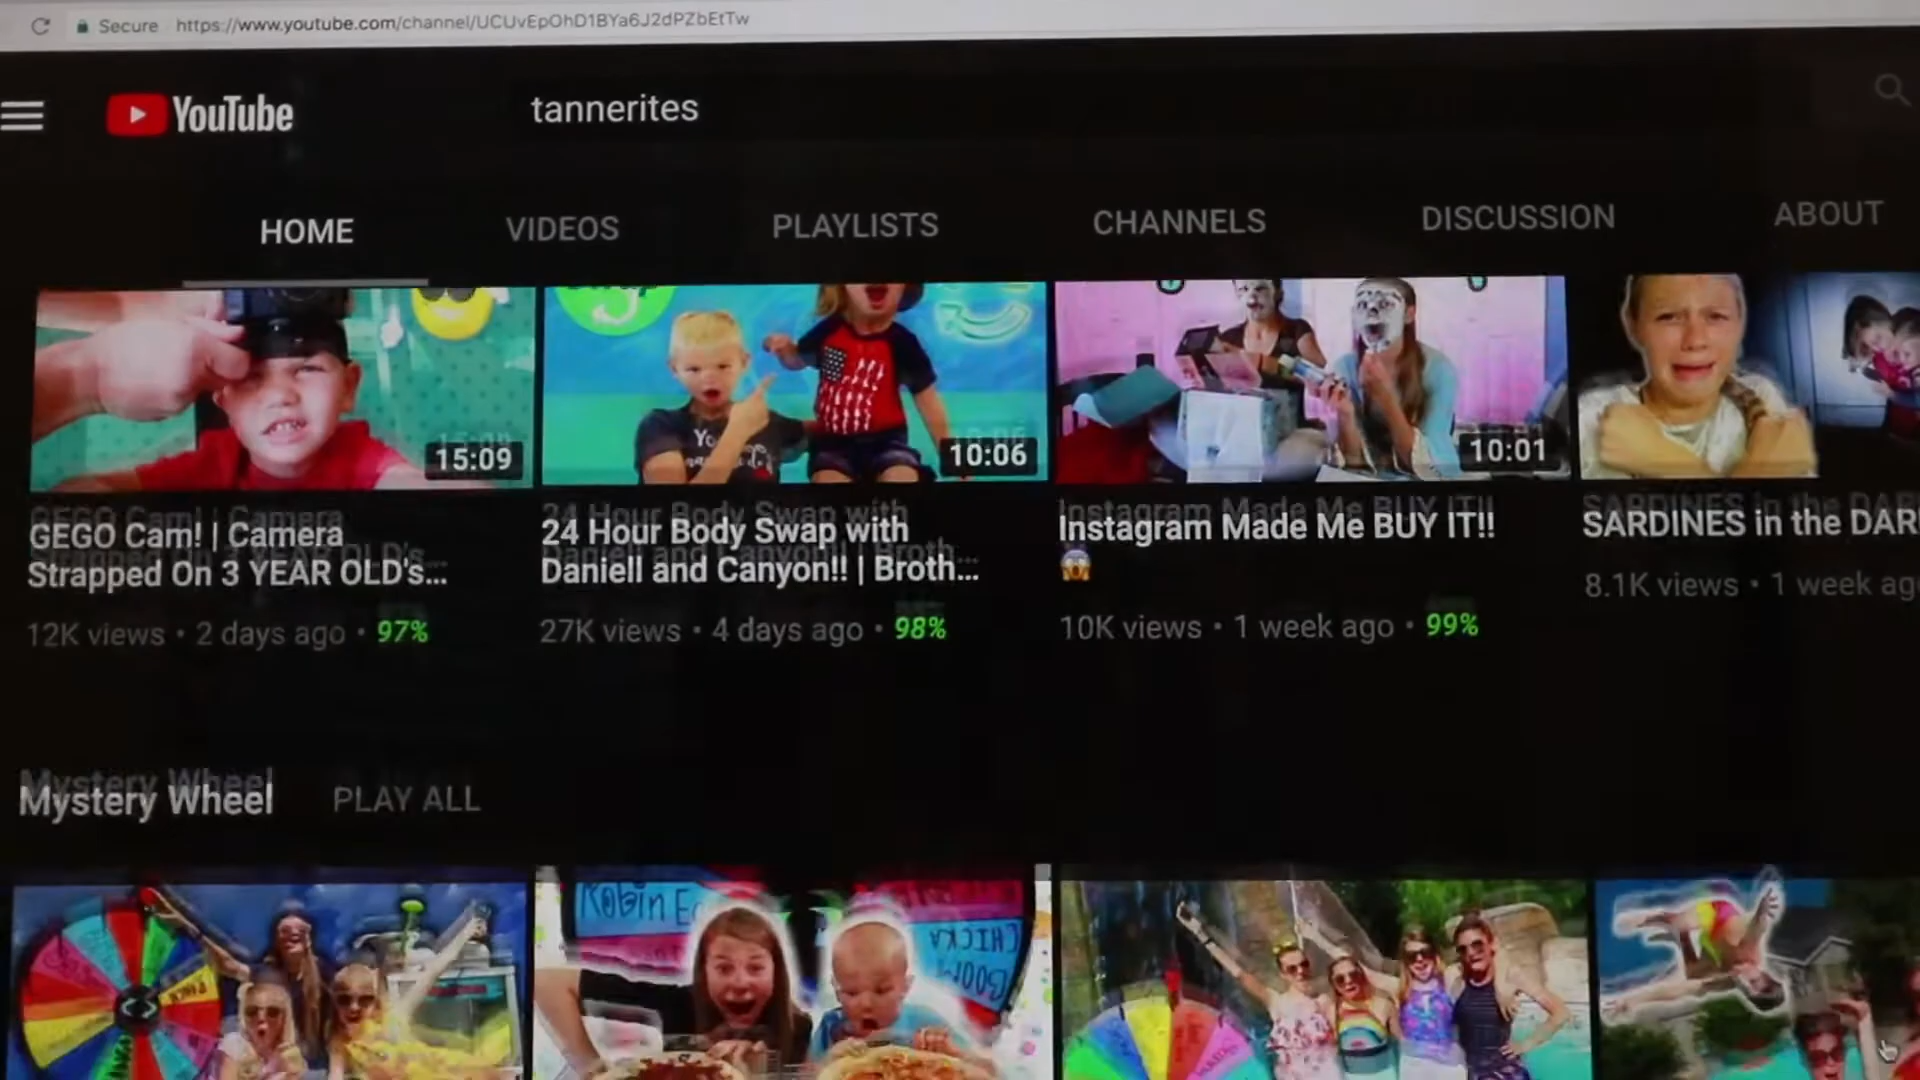 Secure https://www.youtube.com/channel/UCUvEpOhD1BYa6J2dPZbEtTw
YouTube
tannerites
HOME VIDEOS PLAYLISTS CHANNELS DISCUSSION ABOUT
15:09
10:06
10:01
GEGO Cam! | Camera
Strapped On 3 YEAR OLD's...
12K views • 2 days ago • 97%
24 Hour Body Swap with
Daniell and Canyon!! | Broth...
27K views • 4 days ago • 98%
Instagram Made Me BUY IT!!
10K views • 1 week ago • 99%
SARDINES in the DAR
8.1K views • 1 week ag
Mystery Wheel PLAY ALL
Robin E
CHICKA
BOOM